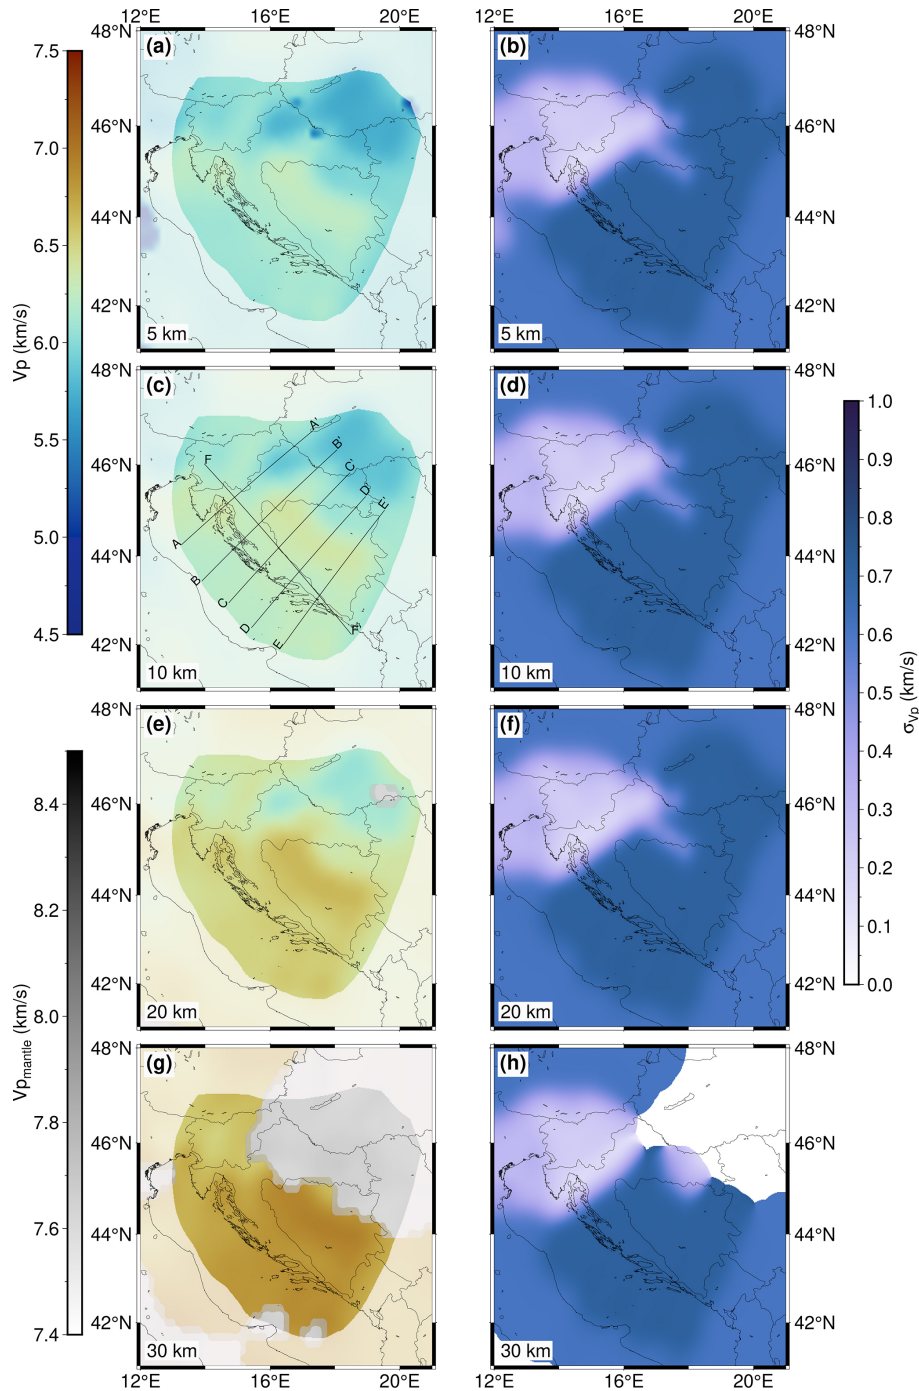 12°E 16°E 20°E 12°E 16°E 20°E
(a) (b)
48°N
46°N 46°N
44°N 44°N
42°N 42°N
5 km 5 km
7.5
7.0
6.5
6.0
5.5
5.0
4.5
Vp (km/s)
(c) (d)
48°N 48°N
46°N 46°N
44°N 44°N
42°N 42°N
A'
B'
C'
D'
E'
F
A
B
C
D
E
F'
10 km 10 km
(e) (f)
48°N 48°N
46°N 46°N
44°N 44°N
42°N 42°N
20 km 20 km
1.0
0.9
0.8
0.7
0.6
0.5
0.4
0.3
0.2
0.1
0.0
σVp (km/s)
(g) (h)
48°N 48°N
46°N 46°N
44°N 44°N
42°N 42°N
30 km 30 km
8.4
8.2
8.0
7.8
7.6
7.4
Vpmantle (km/s)
12°E 16°E 20°E 12°E 16°E 20°E